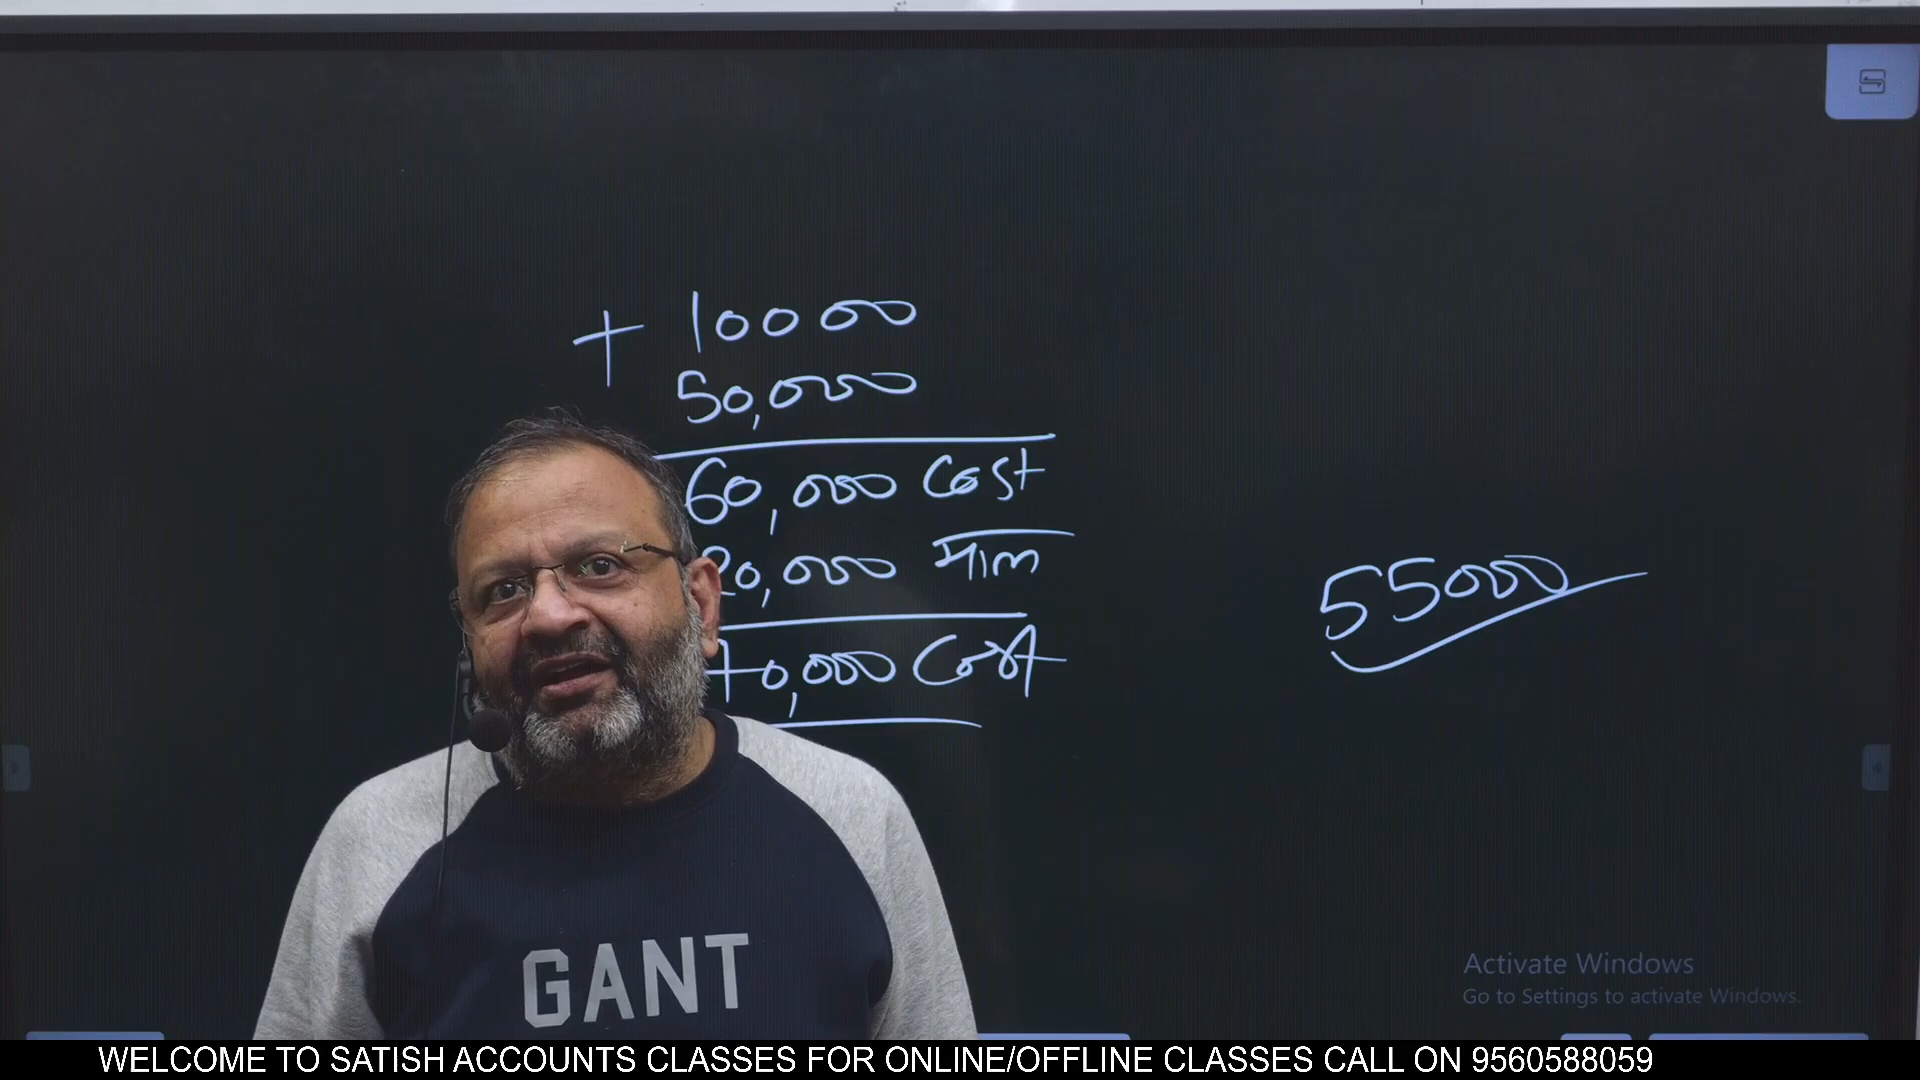 + 10000
50,000
60,000 Cost
20,000 माल
40,000 Cost
55000
GANT
Activate Windows
Go to Settings to activate Windows.
WELCOME TO SATISH ACCOUNTS CLASSES FOR ONLINE/OFFLINE CLASSES CALL ON 9560588059